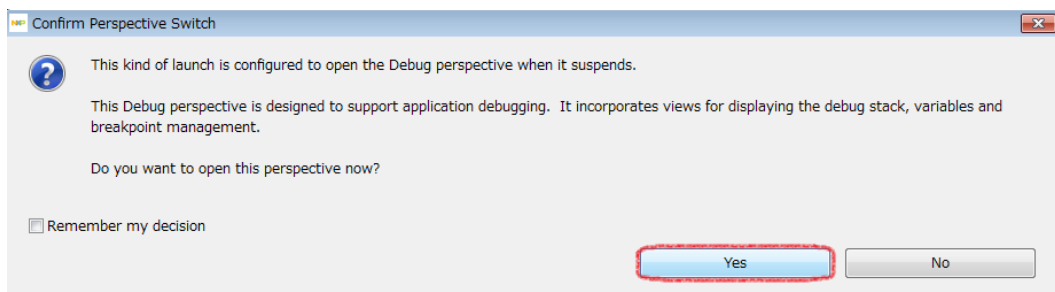 NXP Confirm Perspective Switch
This kind of launch is configured to open the Debug perspective when it suspends.
This Debug perspective is designed to support application debugging. It incorporates views for displaying the debug stack, variables and
breakpoint management.
Do you want to open this perspective now?
Remember my decision
Yes No